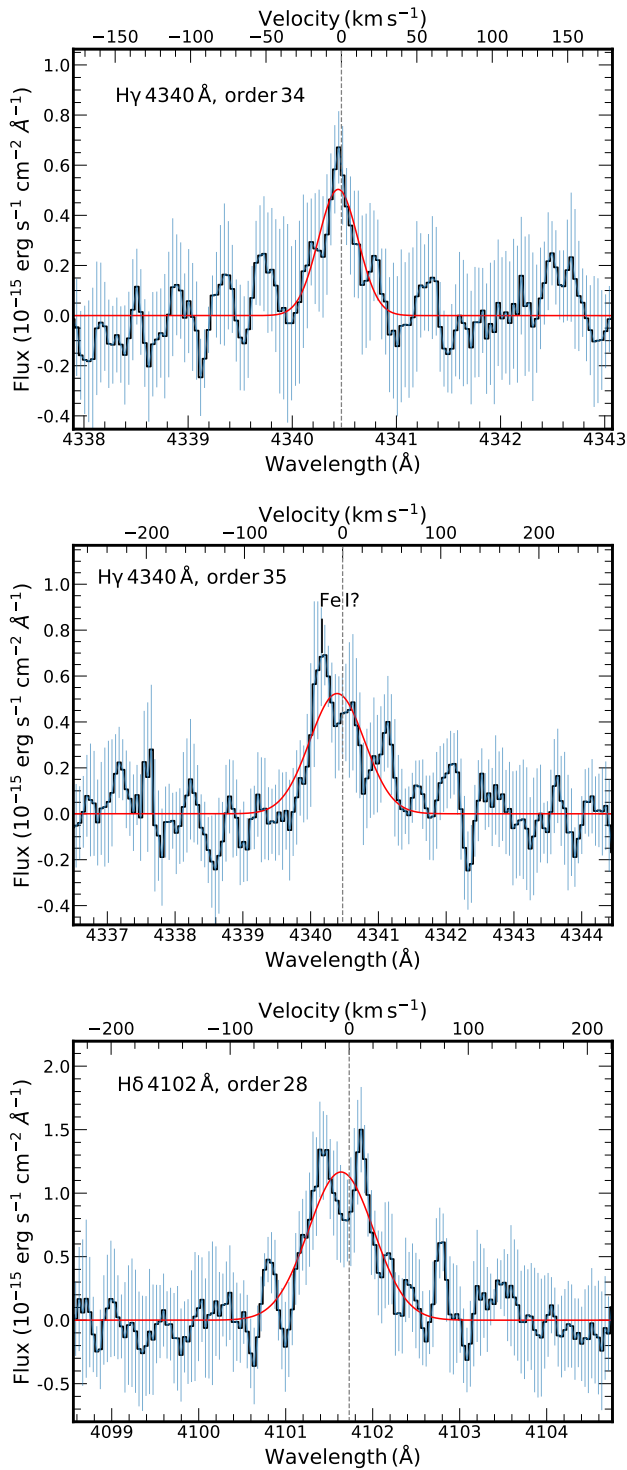 Velocity (km s⁻¹)
−150 −100 −50 0 50 100 150
Hγ 4340 Å, order 34
1.0
0.8
0.6
0.4
0.2
0.0
-0.2
-0.4
Flux (10⁻¹⁵ erg s⁻¹ cm⁻² Å⁻¹)
4338 4339 4340 4341 4342 4343
Wavelength (Å)
Velocity (km s⁻¹)
−200 −100 0 100 200
Hγ 4340 Å, order 35
Fe I?
1.0
0.8
0.6
0.4
0.2
0.0
-0.2
-0.4
Flux (10⁻¹⁵ erg s⁻¹ cm⁻² Å⁻¹)
4337 4338 4339 4340 4341 4342 4343 4344
Wavelength (Å)
Velocity (km s⁻¹)
−200 −100 0 100 200
Hδ 4102 Å, order 28
2.0
1.5
1.0
0.5
0.0
-0.5
Flux (10⁻¹⁵ erg s⁻¹ cm⁻² Å⁻¹)
4099 4100 4101 4102 4103 4104
Wavelength (Å)